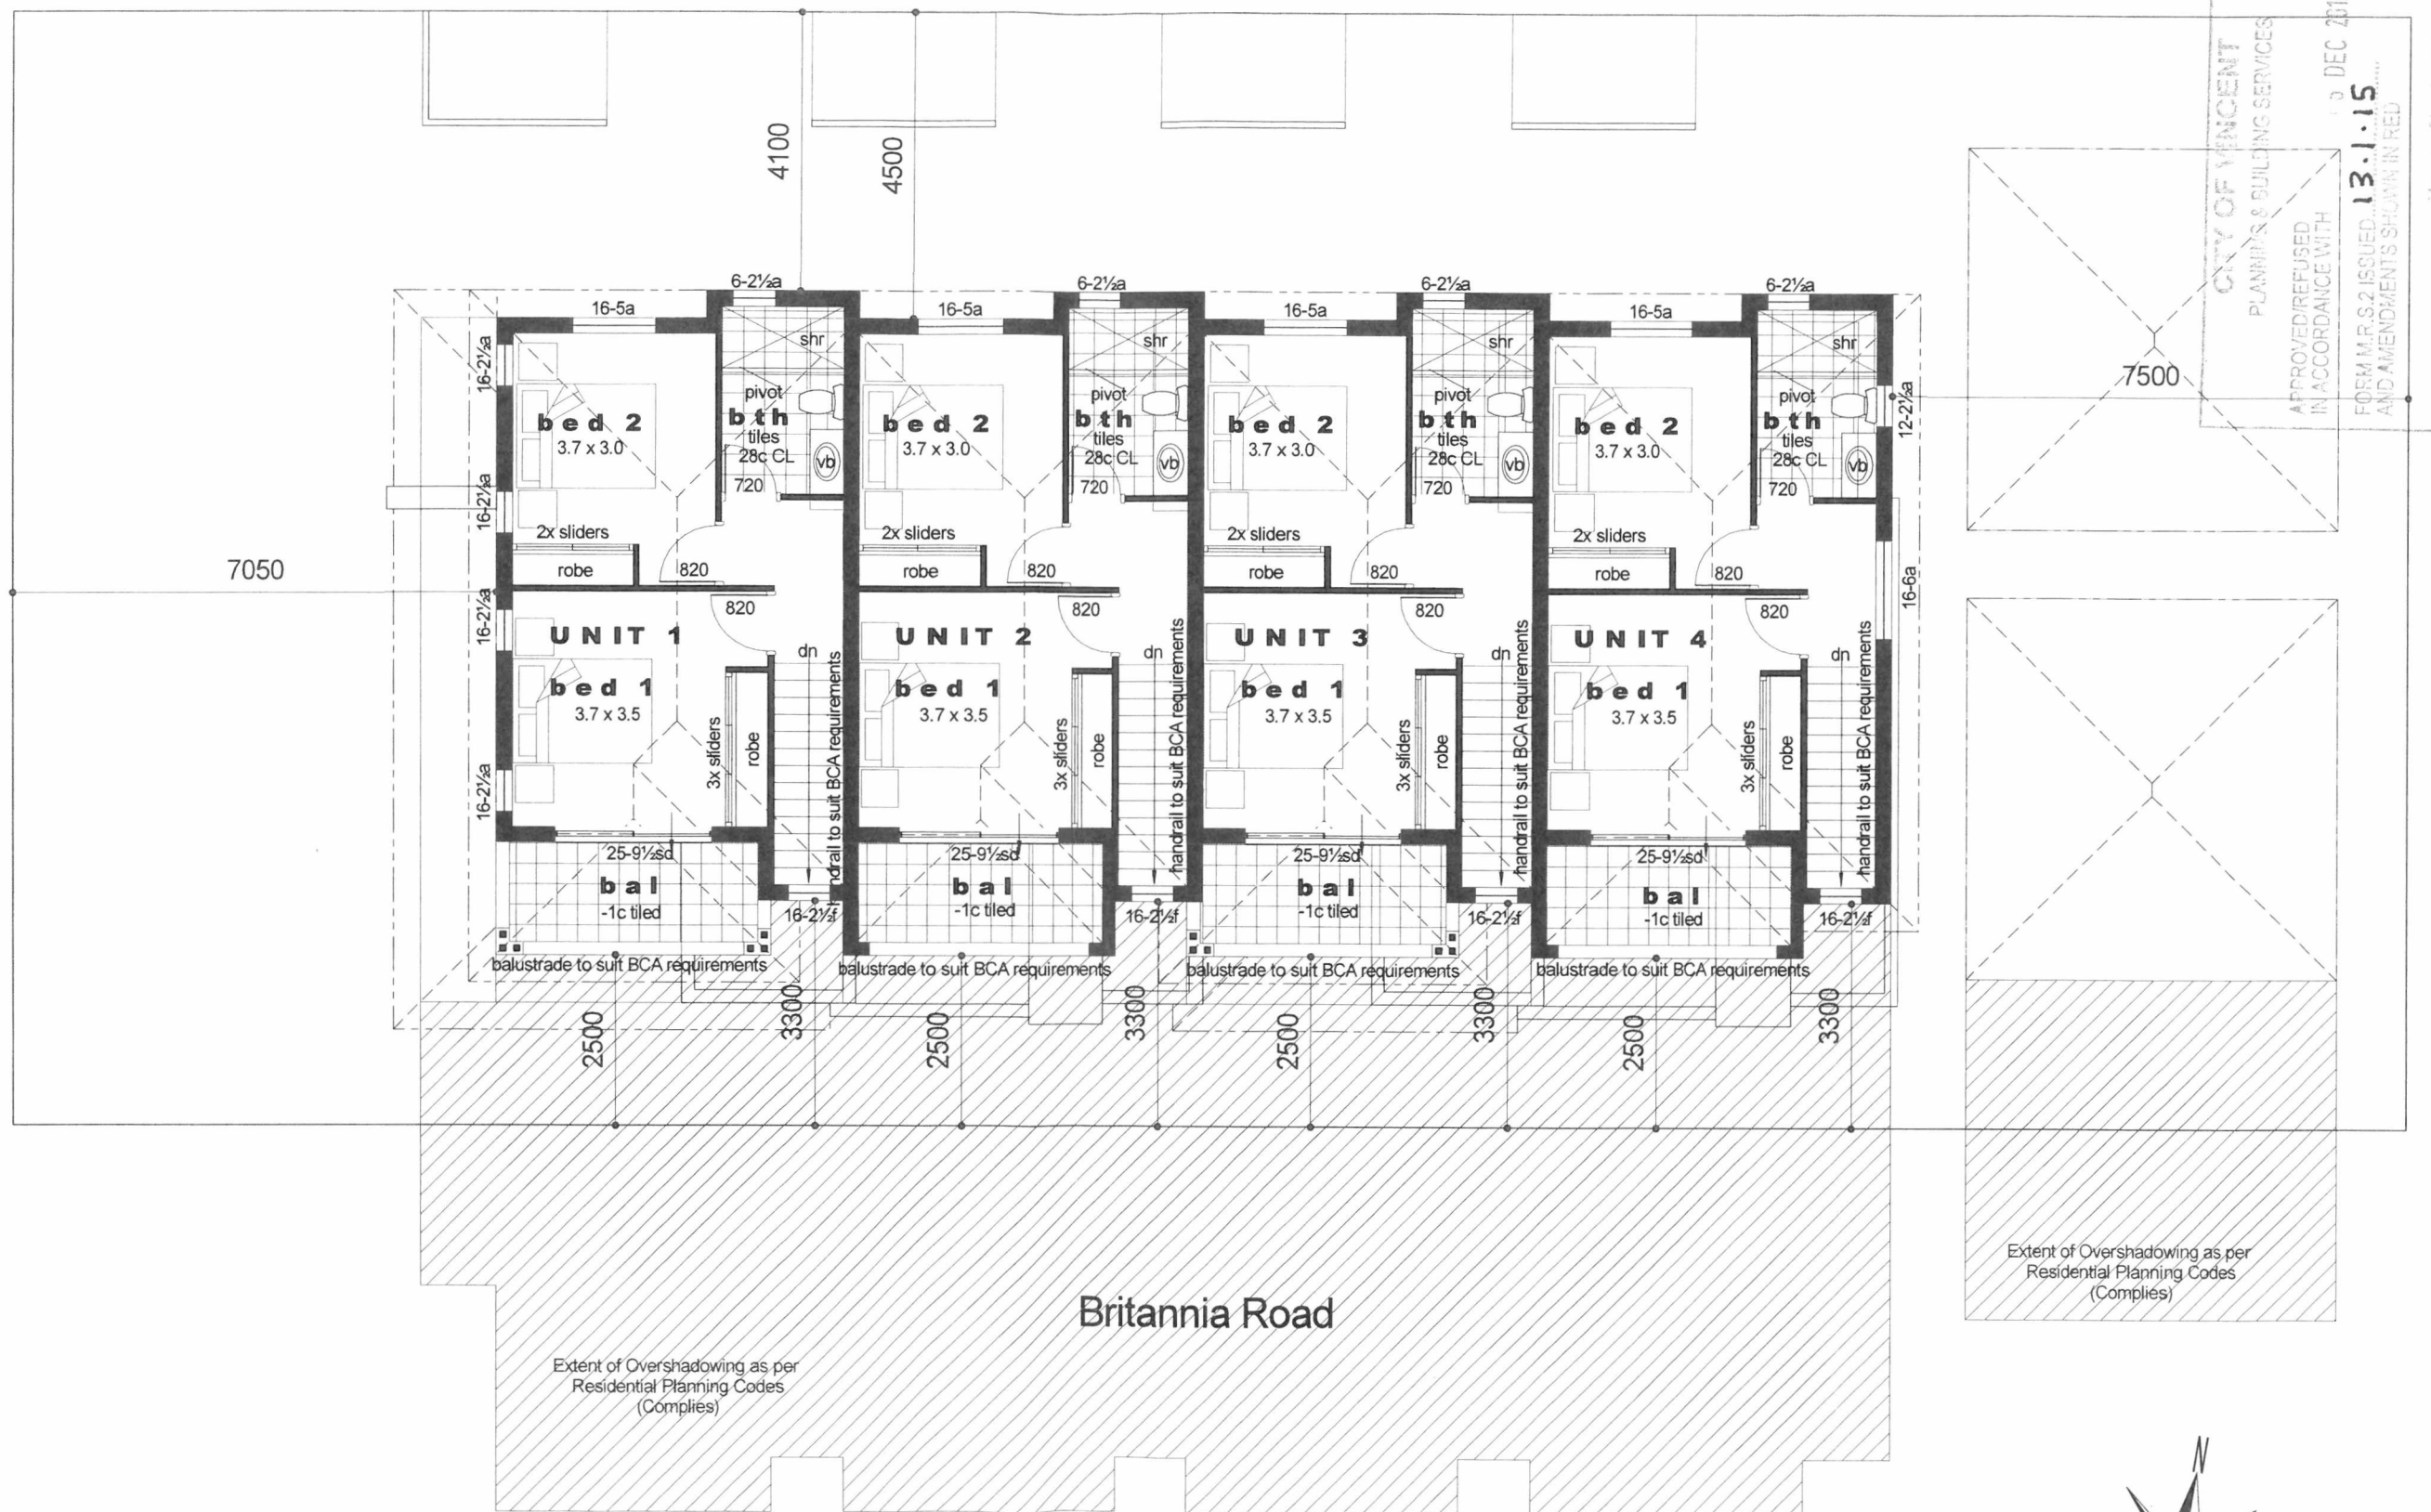 CITY OF VINCENT
PLANNING & BUILDING SERVICES
APPROVED/REFUSED
IN ACCORDANCE WITH
FORM M.R.S.2 ISSUED 13.1.15
AND AMENDMENTS SHOWN IN RED
DEC 201
4100
4500
7500
7050
6-2½a
16-5a
16-2½a
16-2½a
16-2½a
16-2½a
shr
pivot
bth
tiles
28c CL
720
vb
bed 2
3.7 x 3.0
2x sliders
robe
820
820
UNIT 1
bed 1
3.7 x 3.5
3x sliders
robe
dn
ndrail to suit BCA requirements
25-9½sd
bal
-1c tiled
16-2½f
balustrade to suit BCA requirements
2500
3300
6-2½a
16-5a
shr
pivot
bth
tiles
28c CL
720
vb
bed 2
3.7 x 3.0
2x sliders
robe
820
820
UNIT 2
bed 1
3.7 x 3.5
3x sliders
robe
dn
handrail to suit BCA requirements
25-9½sd
bal
-1c tiled
16-2½f
balustrade to suit BCA requirements
2500
3300
6-2½a
16-5a
shr
pivot
bth
tiles
28c CL
720
vb
bed 2
3.7 x 3.0
2x sliders
robe
820
820
UNIT 3
bed 1
3.7 x 3.5
3x sliders
robe
dn
handrail to suit BCA requirements
25-9½sd
bal
-1c tiled
16-2½f
balustrade to suit BCA requirements
2500
3300
6-2½a
16-5a
shr
pivot
bth
tiles
28c CL
720
vb
12-2½a
bed 2
3.7 x 3.0
2x sliders
robe
820
820
16-6a
UNIT 4
bed 1
3.7 x 3.5
3x sliders
robe
dn
handrail to suit BCA requirements
25-9½sd
bal
-1c tiled
16-2½f
balustrade to suit BCA requirements
2500
3300
Extent of Overshadowing as per
Residential Planning Codes
(Complies)
Britannia Road
Extent of Overshadowing as per
Residential Planning Codes
(Complies)
N